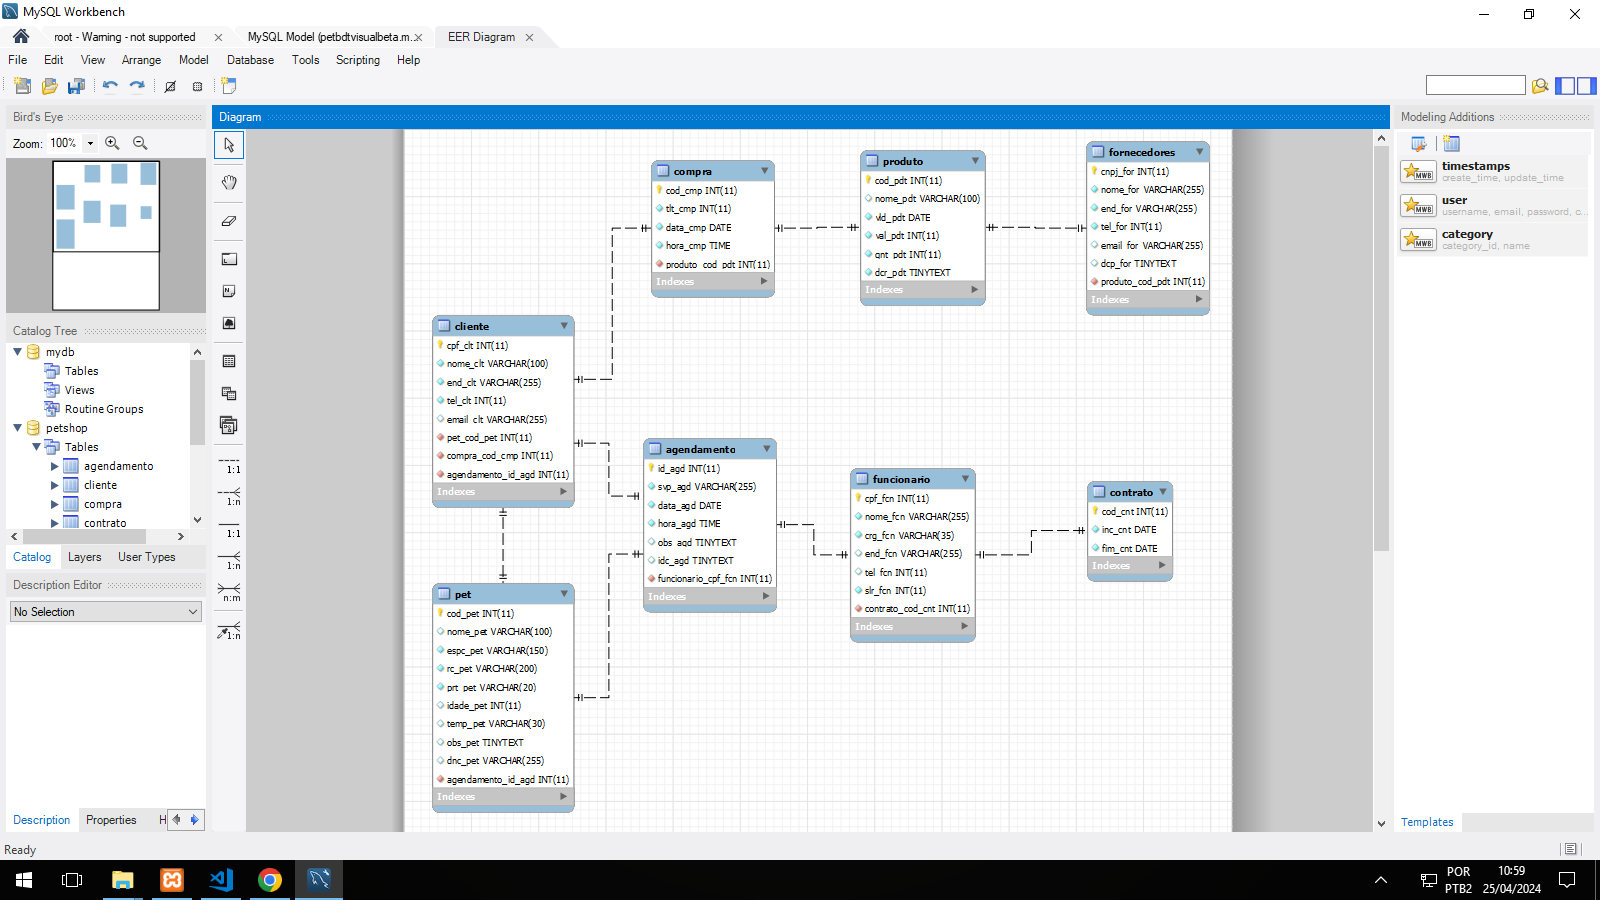 MySQL Workbench
root - Warning - not supported
MySQL Model (petbdtvisualbeta.m...
EER Diagram
File Edit View Arrange Model Database Tools Scripting Help
Bird's Eye
Zoom: 100%
Catalog Tree
mydb
Tables
Views
Routine Groups
petshop
Tables
agendamento
cliente
compra
contrato
Catalog Layers User Types
Description Editor
No Selection
Description Properties H
Ready
1:1
1:n
1:1
1:n
n:m
1:n
Diagram
compra
cod_cmp INT(11)
tlt_cmp INT(11)
data_cmp DATE
hora_cmp TIME
produto_cod_pdt INT(11)
Indexes
produto
cod_pdt INT(11)
nome_pdt VARCHAR(100)
vld_pdt DATE
val_pdt INT(11)
qnt_pdt INT(11)
dcr_pdt TINYTEXT
Indexes
fornecedores
cnpj_for INT(11)
nome_for VARCHAR(255)
end_for VARCHAR(255)
tel_for INT(11)
email_for VARCHAR(255)
dcp_for TINYTEXT
produto_cod_pdt INT(11)
Indexes
cliente
cpf_clt INT(11)
nome_clt VARCHAR(100)
end_clt VARCHAR(255)
tel_clt INT(11)
email_clt VARCHAR(255)
pet_cod_pet INT(11)
compra_cod_cmp INT(11)
agendamento_id_agd INT(11)
Indexes
agendamento
id_agd INT(11)
svp_agd VARCHAR(255)
data_agd DATE
hora_agd TIME
obs_agd TINYTEXT
idc_agd TINYTEXT
funcionario_cpf_fcn INT(11)
Indexes
funcionario
cpf_fcn INT(11)
nome_fcn VARCHAR(255)
crg_fcn VARCHAR(35)
end_fcn VARCHAR(255)
tel_fcn INT(11)
slr_fcn INT(11)
contrato_cod_cnt INT(11)
Indexes
contrato
cod_cnt INT(11)
inc_cnt DATE
fim_cnt DATE
Indexes
pet
cod_pet INT(11)
nome_pet VARCHAR(100)
espc_pet VARCHAR(150)
rc_pet VARCHAR(200)
prt_pet VARCHAR(20)
idade_pet INT(11)
temp_pet VARCHAR(30)
obs_pet TINYTEXT
dnc_pet VARCHAR(255)
agendamento_id_agd INT(11)
Indexes
Modeling Additions
MWB
timestamps
create_time, update_time
MWB
user
username, email, password, c...
MWB
category
category_id, name
Templates
POR
PTB2
10:59
25/04/2024